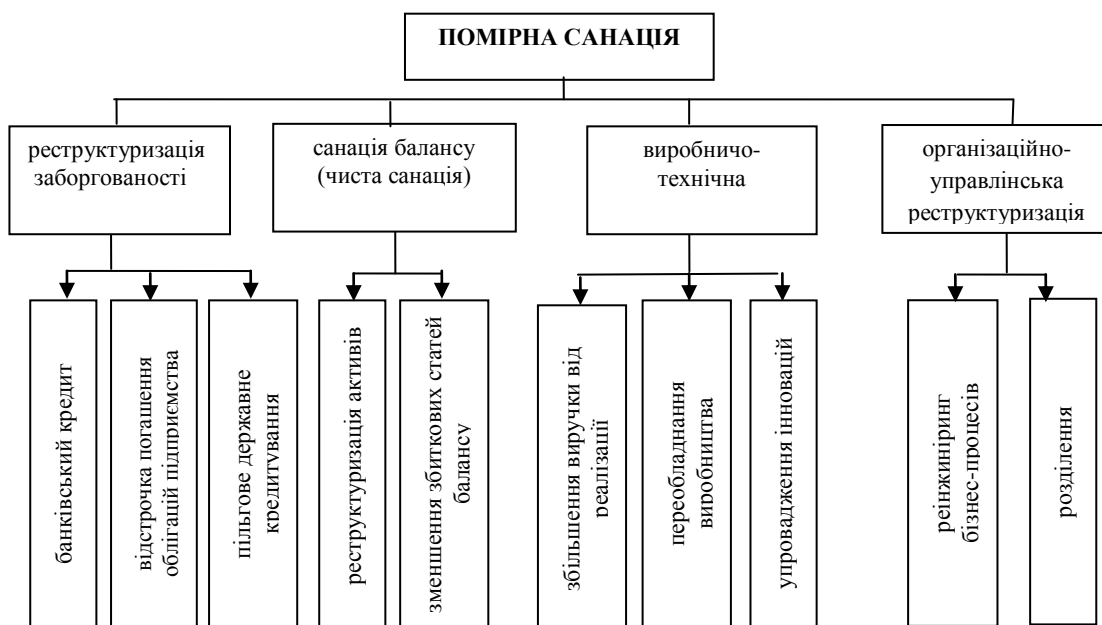 ПОМІРНА САНАЦІЯ
реструктуризація
заборгованості
санація балансу
(чиста санація)
виробничо-
технічна
організаційно-
управлінська
реструктуризація
банківський кредит
відстрочка погашення
облігацій підприємства
пільгове державне
кредитування
реструктуризація активів
зменшення збиткових статей
балансу
збільшення виручки від
реалізації
переобладнання
виробництва
упровадження інновацій
реінжиніринг
бізнес-процесів
розділення